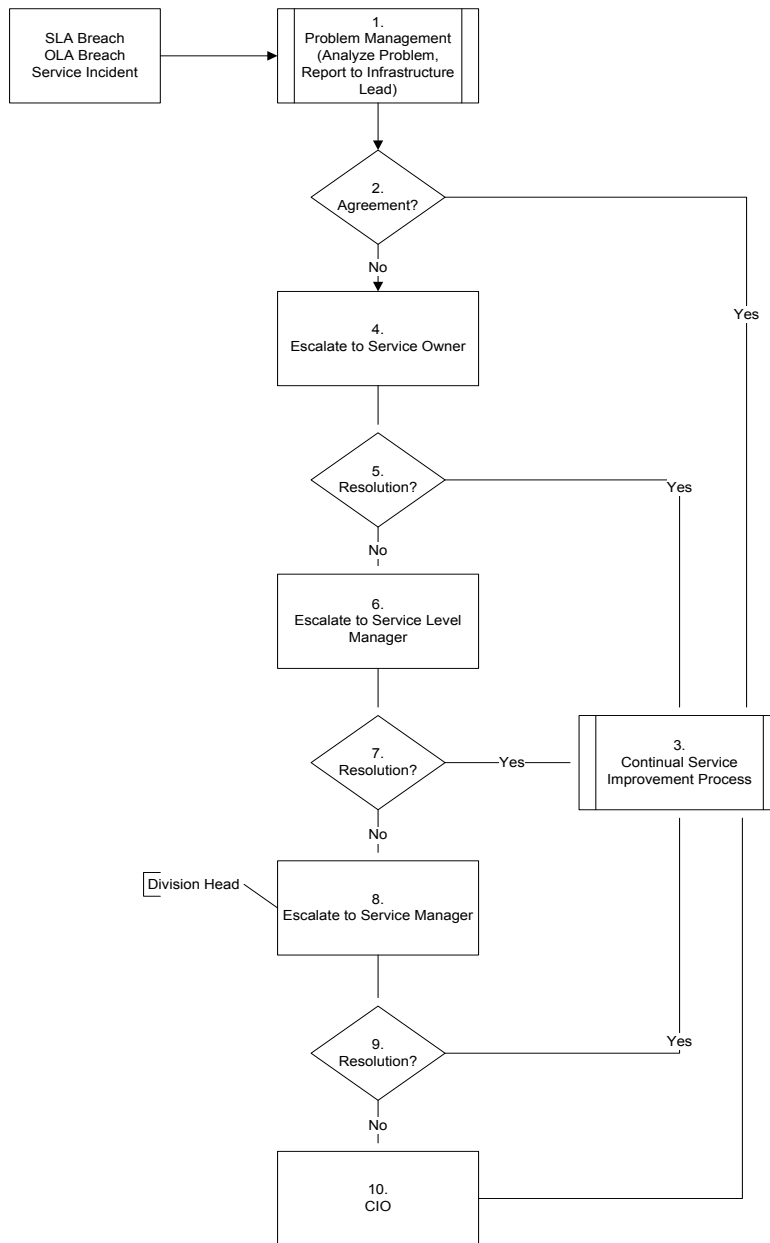 SLA Breach
OLA Breach
Service Incident
1.
Problem Management
(Analyze Problem,
Report to Infrastructure
Lead)
2.
Agreement?
No
Yes
4.
Escalate to Service Owner
5.
Resolution?
Yes
No
6.
Escalate to Service Level
Manager
7.
Resolution?
Yes
3.
Continual Service
Improvement Process
No
Division Head
8.
Escalate to Service Manager
9.
Resolution?
Yes
No
10.
CIO